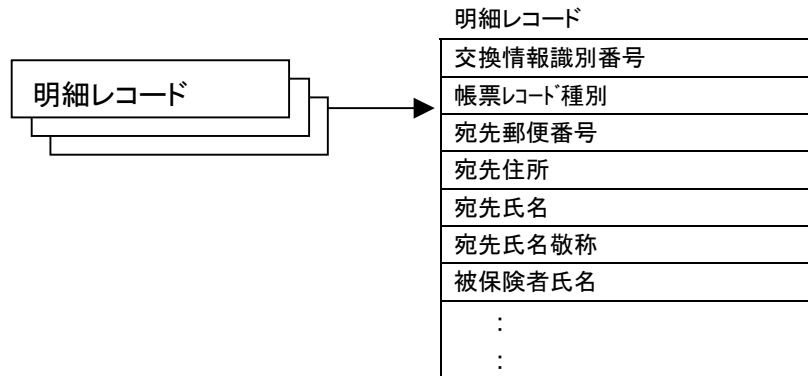 明細レコード
明細レコード
交換情報識別番号
帳票ﾚｺｰﾄﾞ種別
宛先郵便番号
宛先住所
宛先氏名
宛先氏名敬称
被保険者氏名
:
: